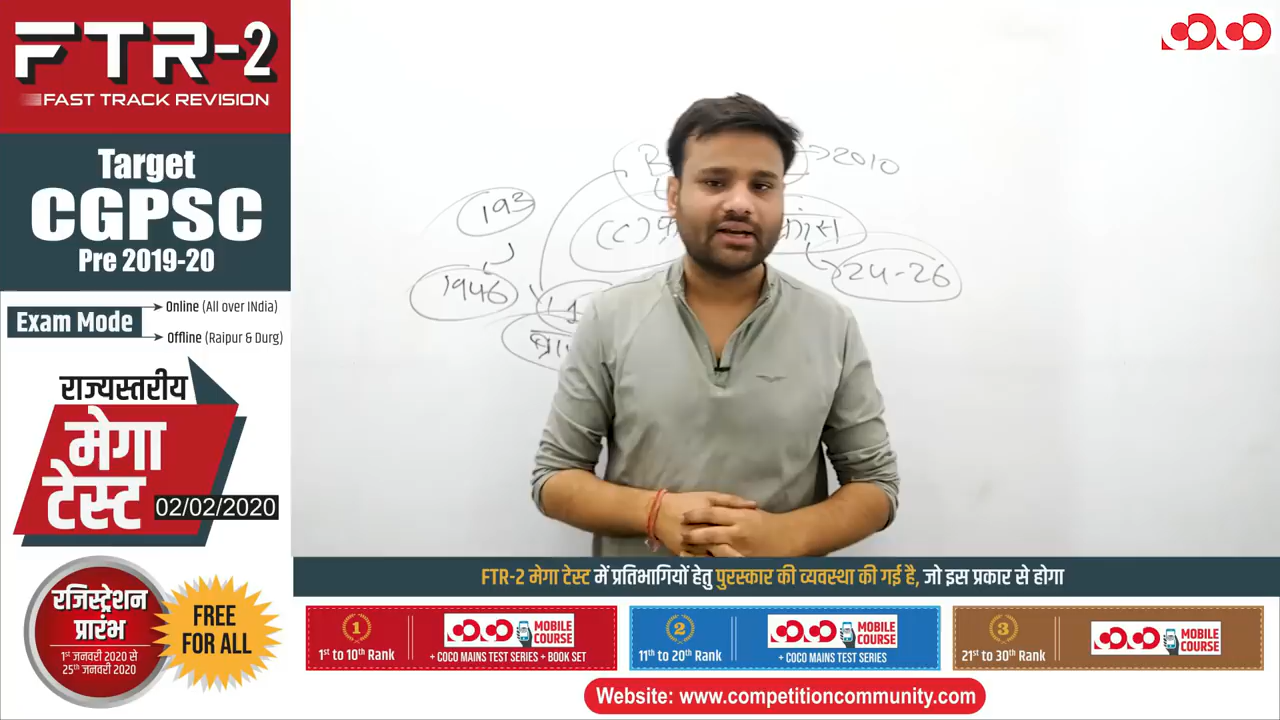 FTR-2
FAST TRACK REVISION
Target
CGPSC
Pre 2019-20
Exam Mode
Online (All over INdia)
Offline (Raipur & Durg)
राज्यस्तरीय
मेगा
टेस्ट
02/02/2020
रजिस्ट्रेशन
प्रारंभ
1st जनवरी 2020 से
25th जनवरी 2020
FREE
FOR ALL
2010
193
1946
(C)
24-26
FTR-2 मेगा टेस्ट में प्रतिभागियों हेतु पुरस्कार की व्यवस्था की गई है, जो इस प्रकार से होगा
1
1st to 10th Rank
COCO MOBILE COURSE
+ COCO MAINS TEST SERIES + BOOK SET
2
11th to 20th Rank
COCO MOBILE COURSE
+ COCO MAINS TEST SERIES
3
21st to 30th Rank
COCO MOBILE COURSE
Website: www.competitioncommunity.com